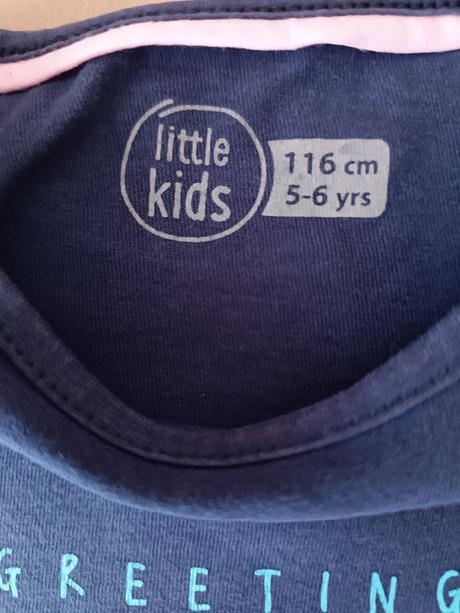 little
kids
116 cm
5-6 yrs
GREETING